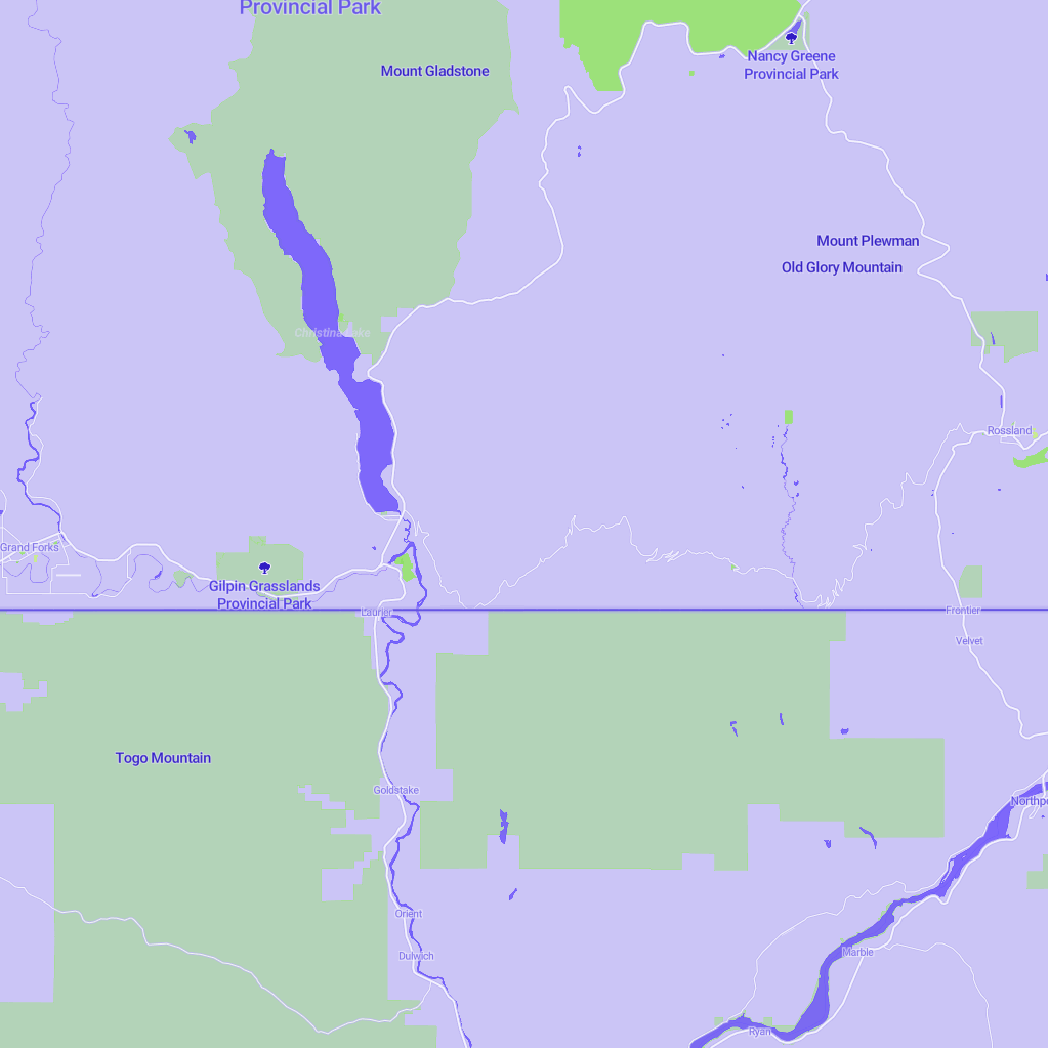 Provincial Park
Nancy Greene
Provincial Park
Mount Gladstone
Mount Plewman
Old Glory Mountain
Christina Lake
Rossland
Grand Forks
Gilpin Grasslands
Provincial Park
Laurier
Frontier
Velvet
Togo Mountain
Goldstake
Orient
Marble
Dulwich
Ryan